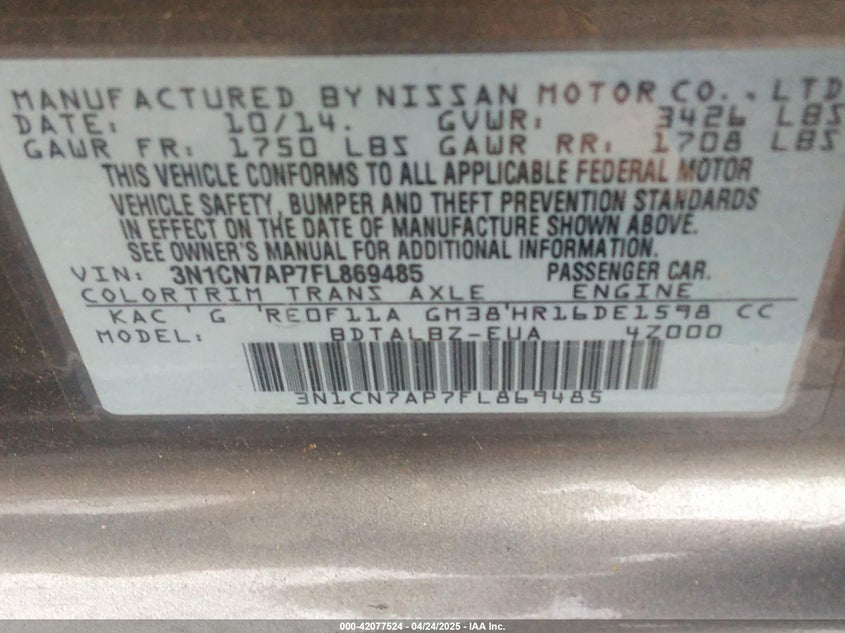 MANUFACTURED BY NISSAN MOTOR CO., LTD
DATE: 10/14. GVWR: 3426 LBS
GAWR FR: 1750 LBS GAWR RR: 1708 LBS
THIS VEHICLE CONFORMS TO ALL APPLICABLE FEDERAL MOTOR
VEHICLE SAFETY, BUMPER AND THEFT PREVENTION STANDARDS
IN EFFECT ON THE DATE OF MANUFACTURE SHOWN ABOVE.
SEE OWNER'S MANUAL FOR ADDITIONAL INFORMATION.
VIN: 3N1CN7AP7FL869485 PASSENGER CAR.
COLOR TRIM TRANS AXLE ENGINE
KAC ' G 'RE0F11A GM38'HR16DE1598 CC
MODEL: BDTALBZ-EUA 4Z000
3N1CN7AP7FL869485
000-42077524 - 04/24/2025 - IAA Inc.